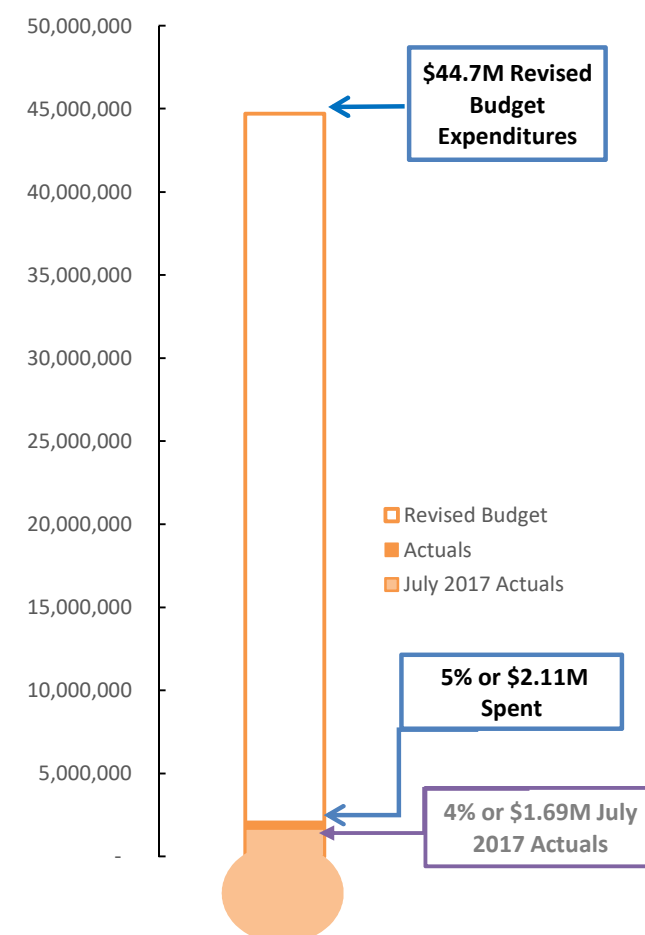 50,000,000
45,000,000
40,000,000
35,000,000
30,000,000
25,000,000
20,000,000
15,000,000
10,000,000
5,000,000
-
$44.7M Revised
Budget
Expenditures
Revised Budget
Actuals
July 2017 Actuals
5% or $2.11M
Spent
4% or $1.69M July
2017 Actuals